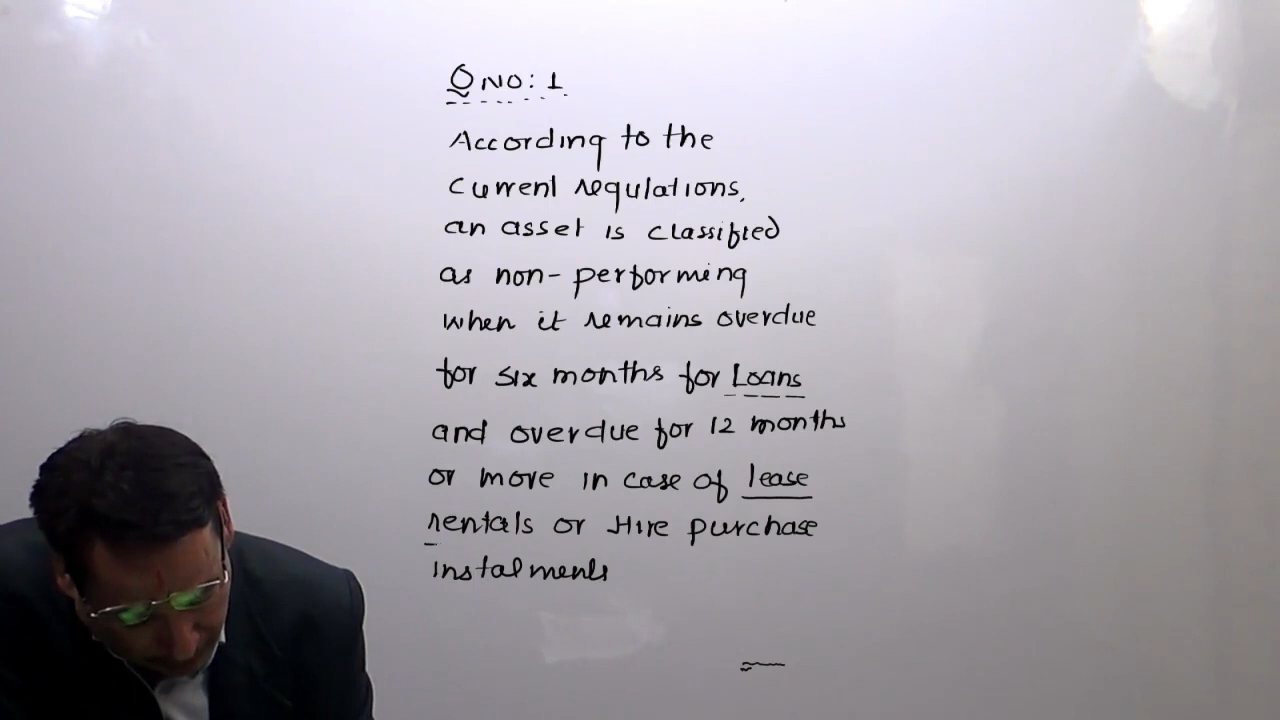 Q NO: 1
According to the
current regulations,
an asset is classified
as non-performing
when it remains overdue
for six months for Loans
and overdue for 12 months
or more in case of lease
rentals or Hire purchase
instalments